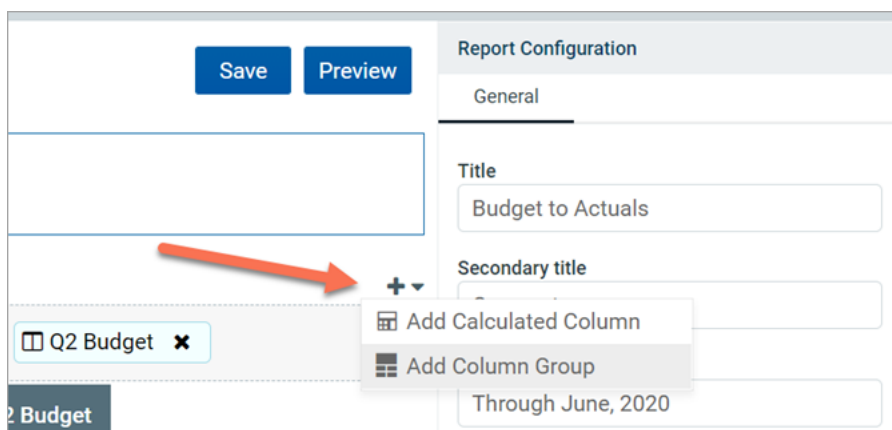 Save
Preview
Report Configuration
General
Title
Budget to Actuals
Secondary title
Add Calculated Column
Add Column Group
Q2 Budget
Through June, 2020
Budget